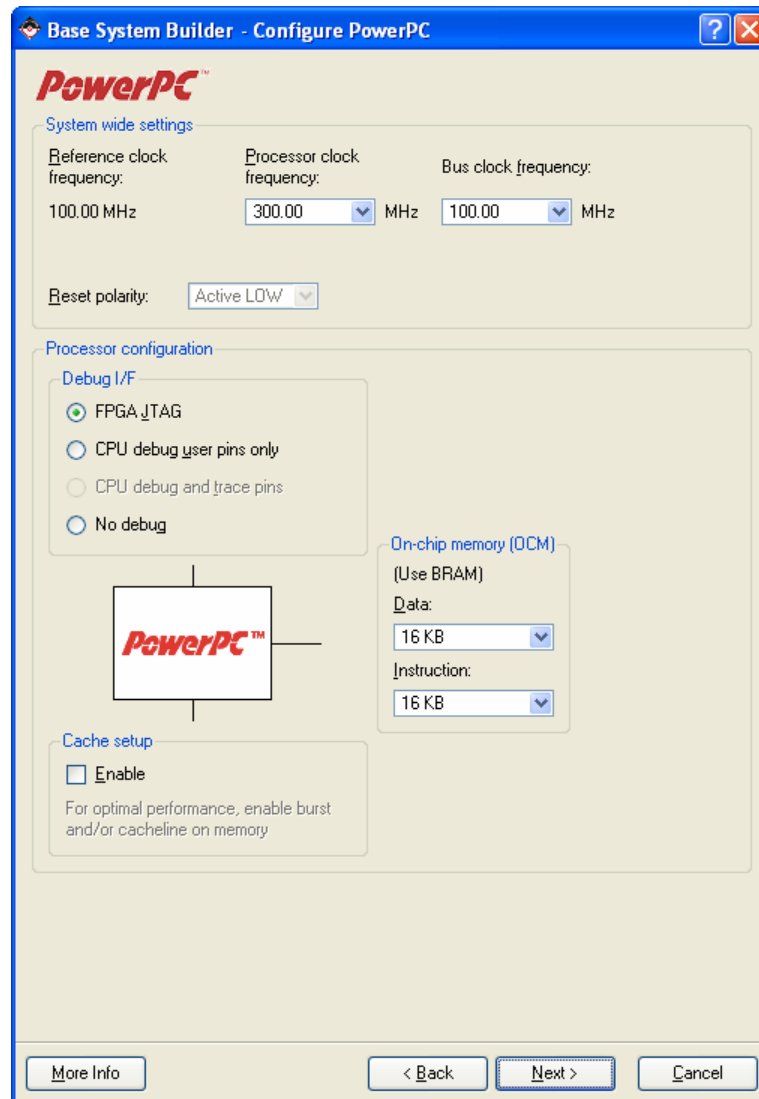 Base System Builder - Configure PowerPC
PowerPC™
System wide settings
Reference clock
frequency:
Processor clock
frequency:
Bus clock frequency:
100.00 MHz
300.00 MHz
100.00 MHz
Reset polarity: Active LOW
Processor configuration
Debug I/F
FPGA JTAG
CPU debug user pins only
CPU debug and trace pins
No debug
On-chip memory (OCM)
(Use BRAM)
Data:
16 KB
Instruction:
16 KB
PowerPC™
Cache setup
Enable
For optimal performance, enable burst
and/or cacheline on memory
More Info
< Back
Next >
Cancel